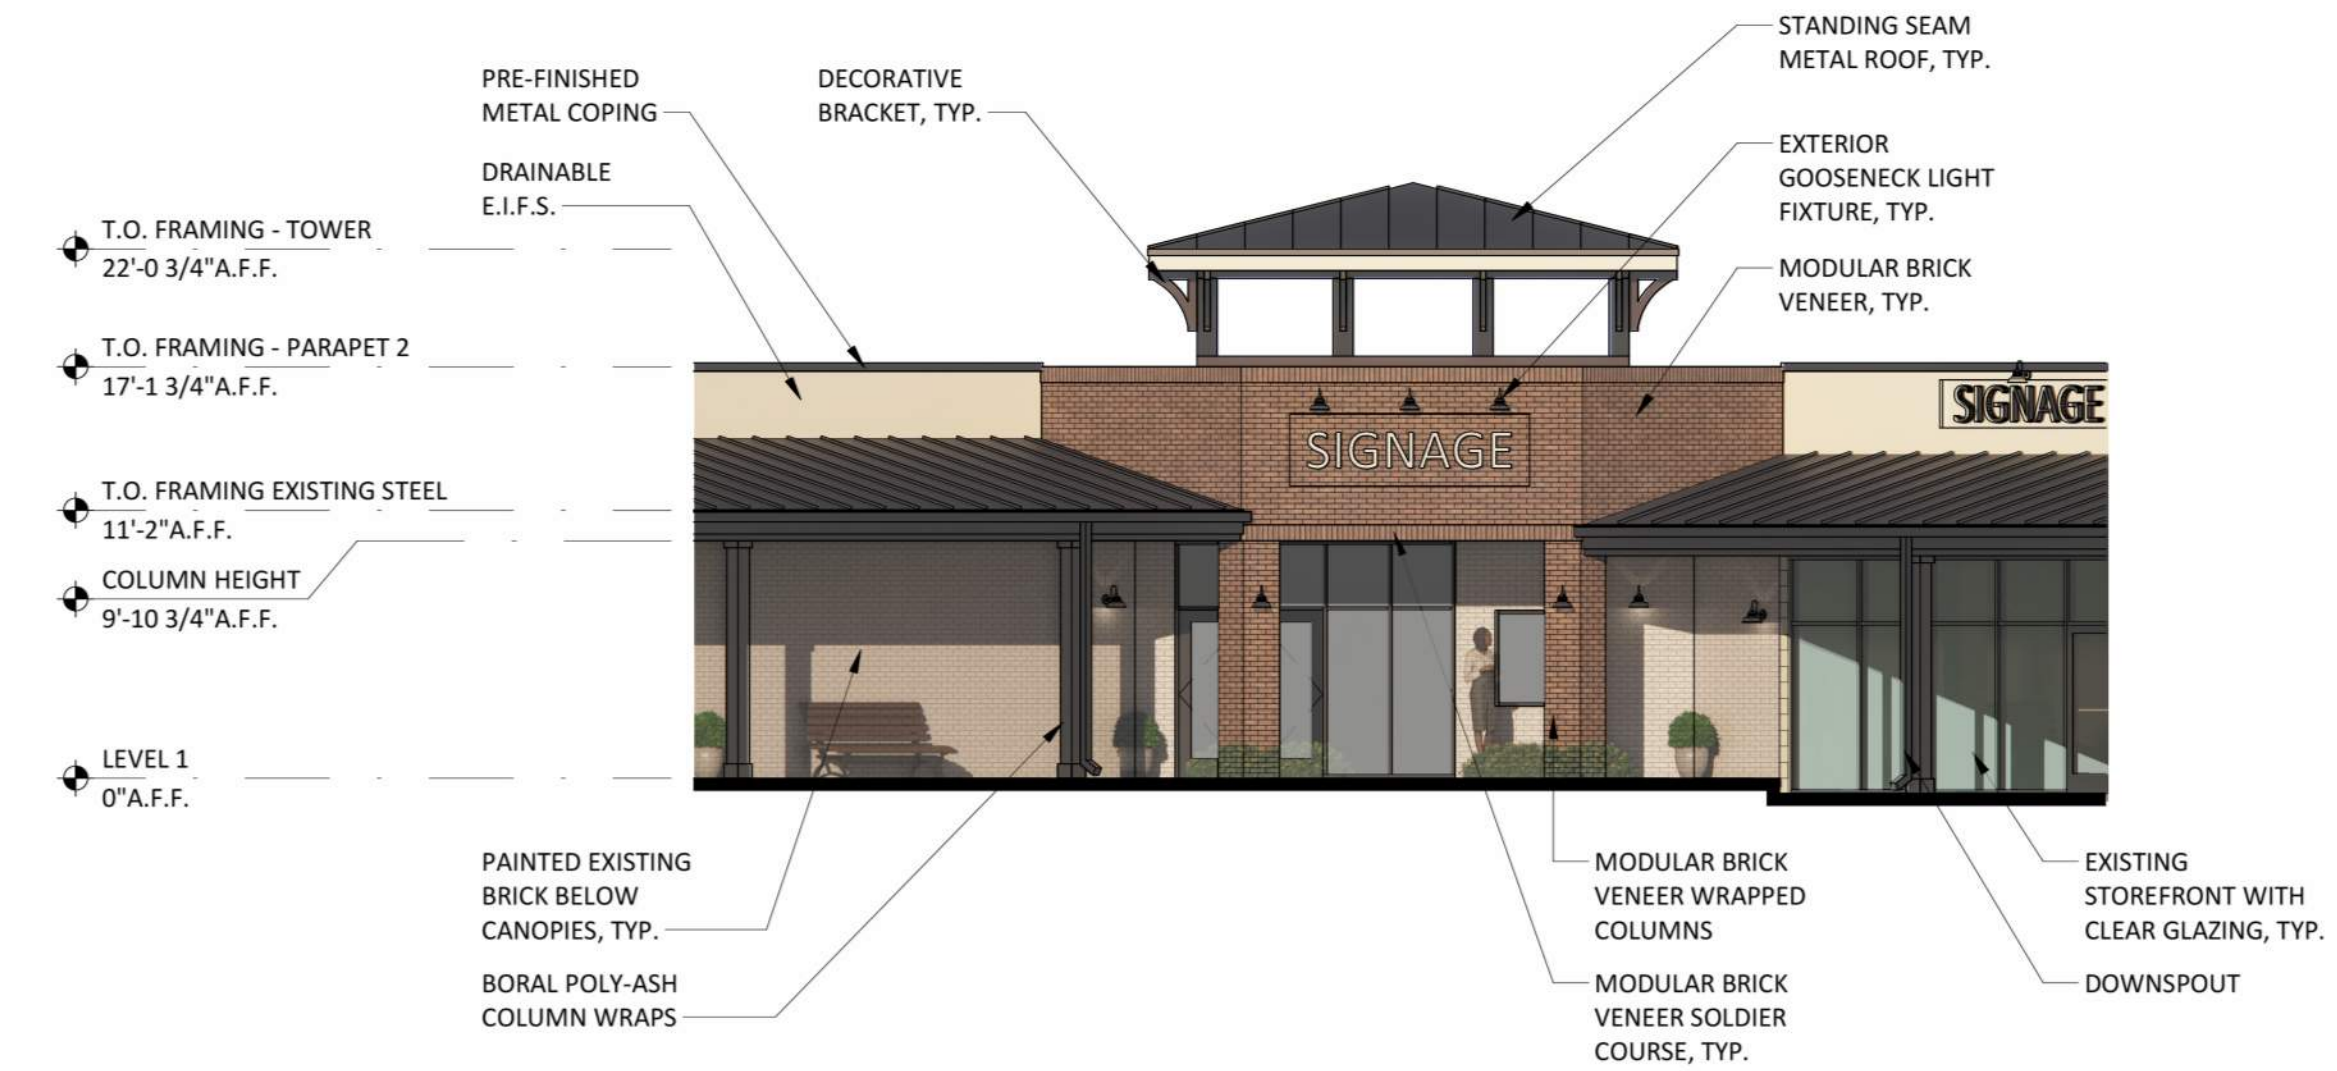 STANDING SEAM
METAL ROOF, TYP.
PRE-FINISHED
METAL COPING
DECORATIVE
BRACKET, TYP.
EXTERIOR
GOOSENECK LIGHT
FIXTURE, TYP.
DRAINABLE
E.I.F.S.
T.O. FRAMING - TOWER
22'-0 3/4"A.F.F.
MODULAR BRICK
VENEER, TYP.
T.O. FRAMING - PARAPET 2
17'-1 3/4"A.F.F.
SIGNAGE
SIGNAGE
T.O. FRAMING EXISTING STEEL
11'-2"A.F.F.
COLUMN HEIGHT
9'-10 3/4"A.F.F.
LEVEL 1
0"A.F.F.
PAINTED EXISTING
BRICK BELOW
CANOPIES, TYP.
BORAL POLY-ASH
COLUMN WRAPS
MODULAR BRICK
VENEER WRAPPED
COLUMNS
MODULAR BRICK
VENEER SOLDIER
COURSE, TYP.
EXISTING
STOREFRONT WITH
CLEAR GLAZING, TYP.
DOWNSPOUT